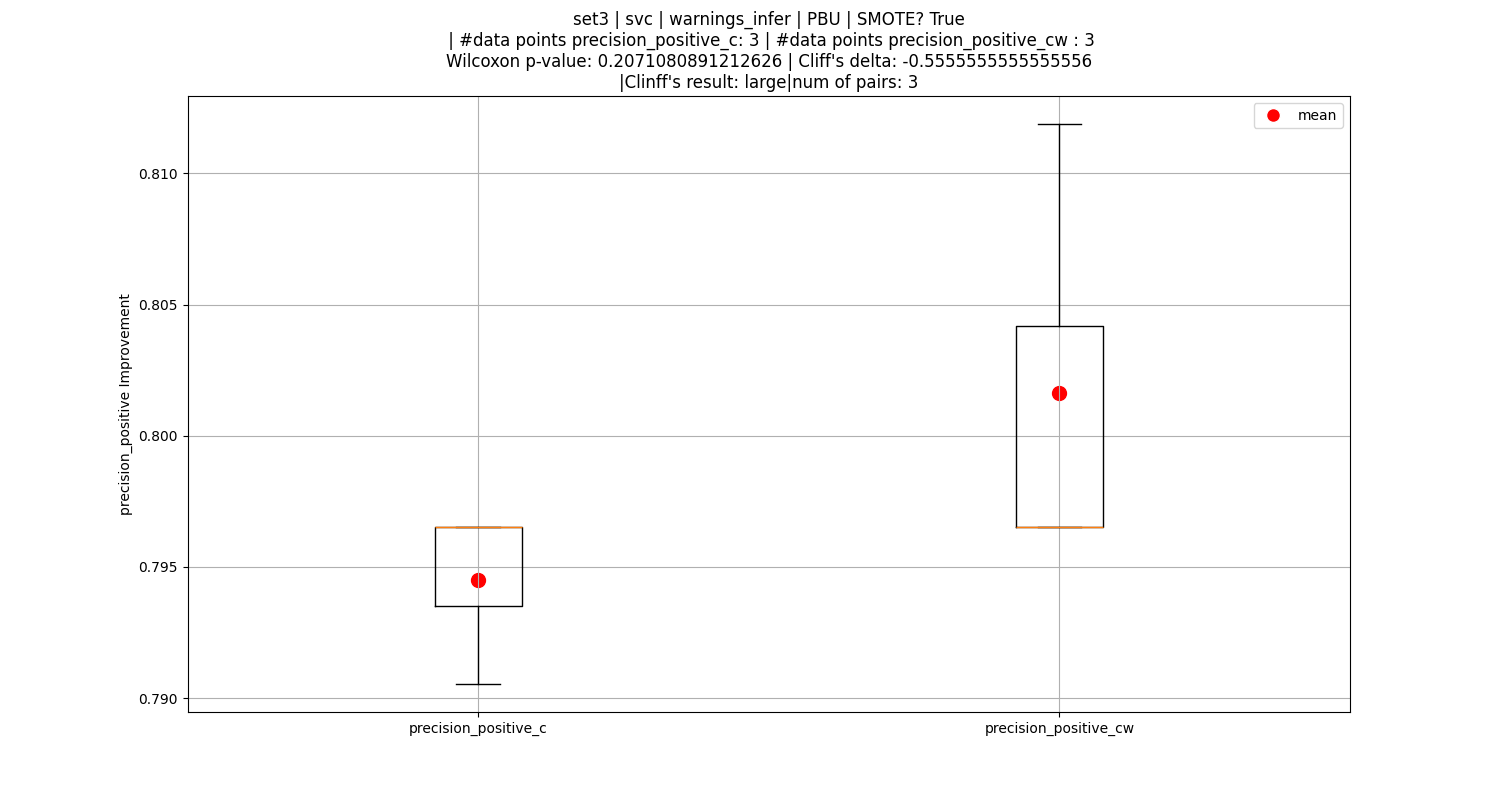 set3 | svc | warnings_infer | PBU | SMOTE? True
| #data points precision_positive_c: 3 | #data points precision_positive_cw : 3
Wilcoxon p-value: 0.2071080891212626 | Cliff's delta: -0.5555555555555556
|Clinff's result: large|num of pairs: 3
mean
0.810
0.805
0.800
0.795
0.790
precision_positive Improvement
precision_positive_c
precision_positive_cw